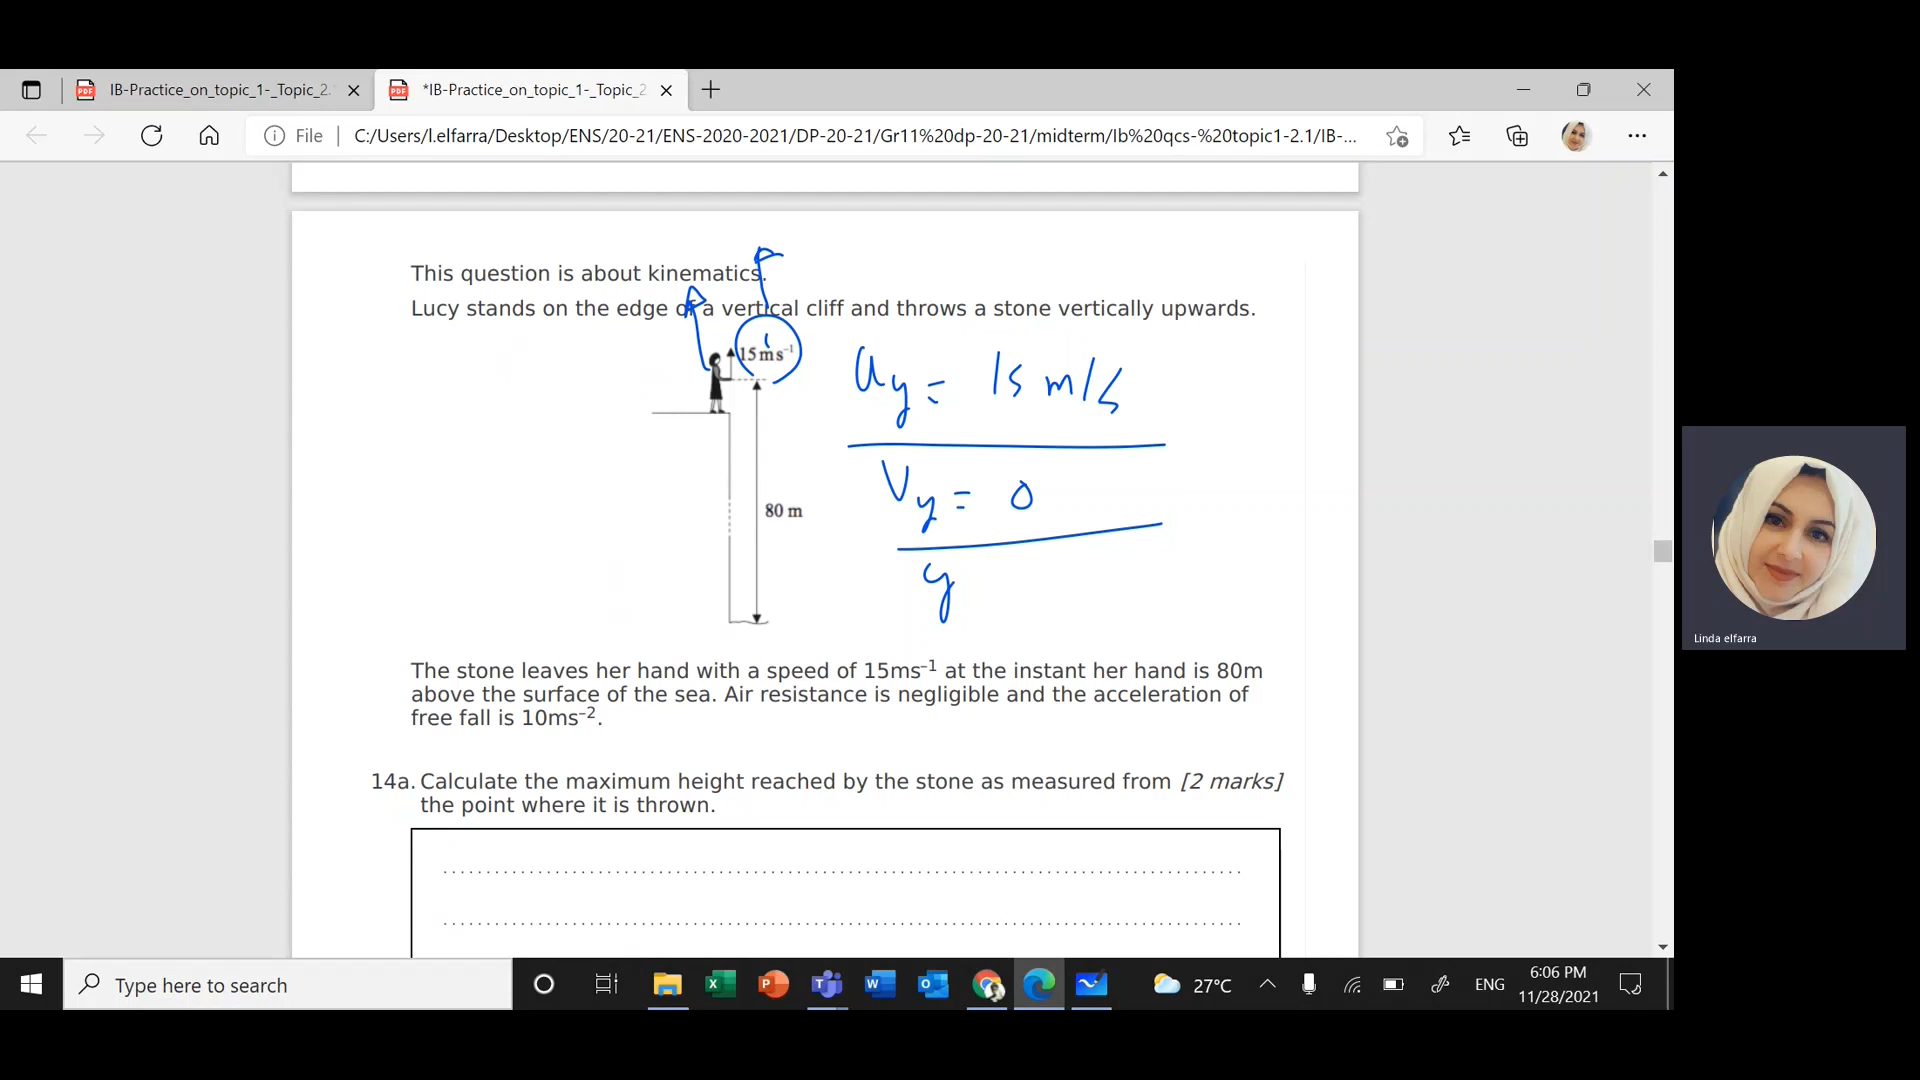 IB-Practice_on_topic_1-_Topic_2.
*IB-Practice_on_topic_1-_Topic_2
File
C:/Users/l.elfarra/Desktop/ENS/20-21/ENS-2020-2021/DP-20-21/Gr11%20dp-20-21/midterm/Ib%20qcs-%20topic1-2.1/IB-...
This question is about kinematics.
Lucy stands on the edge of a vertical cliff and throws a stone vertically upwards.
15 m s⁻¹
uy = 15 m/s
Vy = 0
80 m
y
Linda elfarra
The stone leaves her hand with a speed of 15ms⁻¹ at the instant her hand is 80m
above the surface of the sea. Air resistance is negligible and the acceleration of
free fall is 10ms⁻².
14a. Calculate the maximum height reached by the stone as measured from [2 marks]
the point where it is thrown.
Type here to search
27°C
ENG
6:06 PM
11/28/2021